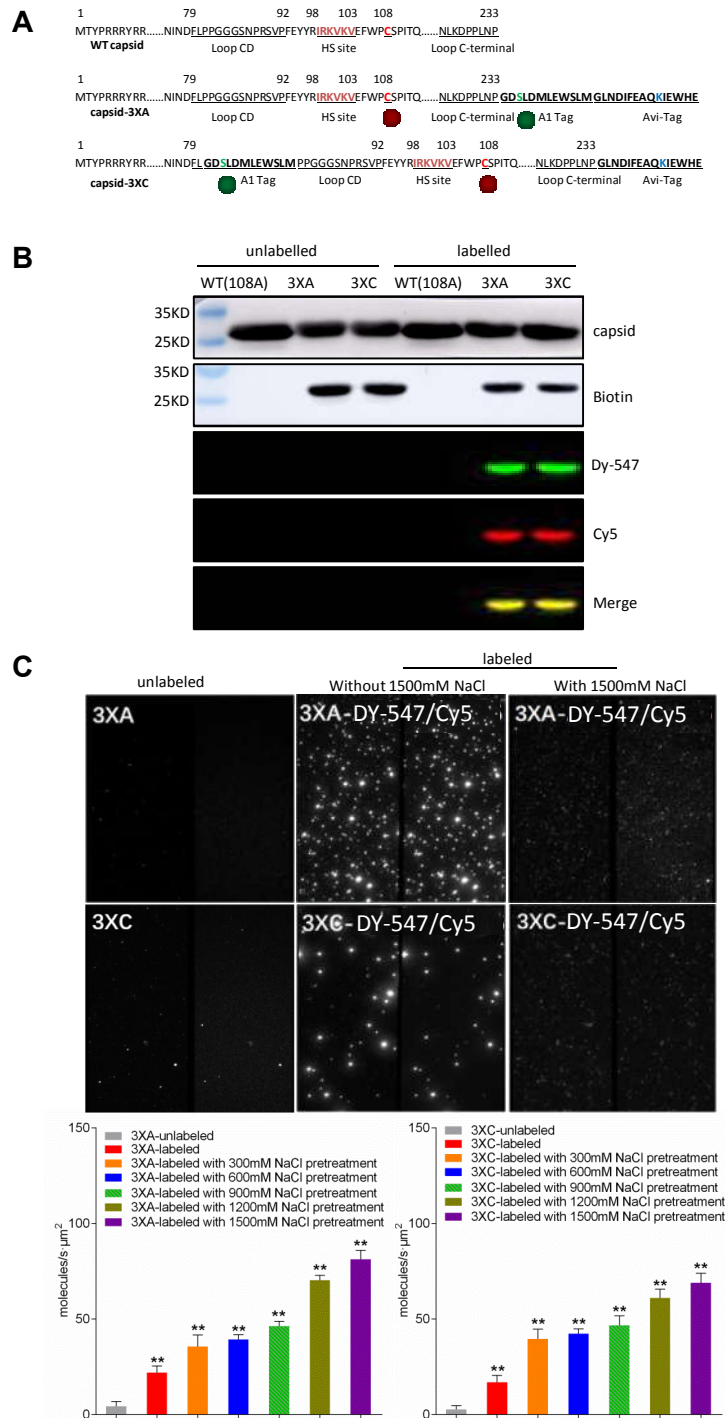 A
1 79 92 98 103 108 233
MTYPRRRYRR……NINDFLPPGGGSNPRSVPFEYYRIRKVKVEFWPCSPITQ……NLKDPPLNP
WT capsid Loop CD HS site Loop C-terminal
1 79 92 98 103 108 233
MTYPRRRYRR……NINDFLPPGGGSNPRSVPFEYYRIRKVKVEFWPCSPITQ……NLKDPPLNPGDSLDMLEWSLMGLNDIFEAQKIEWHE
capsid-3XA Loop CD HS site Loop C-terminal A1 Tag Avi-Tag
1 79 92 98 103 108 233
MTYPRRRYRR……NINDFLGDSLDMLEWSLMPPGGGSNPRSVPFEYYRIRKVKVEFWPCSPITQ……NLKDPPLNPGLNDIFEAQKIEWHE
capsid-3XC A1 Tag Loop CD HS site Loop C-terminal Avi-Tag
B
unlabelled labelled
WT(108A) 3XA 3XC WT(108A) 3XA 3XC
35KD
25KD
capsid
35KD
25KD
Biotin
Dy-547
Cy5
Merge
C
labeled
unlabeled Without 1500mM NaCl With 1500mM NaCl
3XA 3XA-DY-547/Cy5 3XA-DY-547/Cy5
3XC 3XC-DY-547/Cy5 3XC-DY-547/Cy5
molecules/s·μm²
150
100
50
0
3XA-unlabeled
3XA-labeled
3XA-labeled with 300mM NaCl pretreatment
3XA-labeled with 600mM NaCl pretreatment
3XA-labeled with 900mM NaCl pretreatment
3XA-labeled with 1200mM NaCl pretreatment
3XA-labeled with 1500mM NaCl pretreatment
** ** ** ** ** **
molecules/s·μm²
150
100
50
0
3XC-unlabeled
3XC-labeled
3XC-labeled with 300mM NaCl pretreatment
3XC-labeled with 600mM NaCl pretreatment
3XC-labeled with 900mM NaCl pretreatment
3XC-labeled with 1200mM NaCl pretreatment
3XC-labeled with 1500mM NaCl pretreatment
** ** ** ** ** **